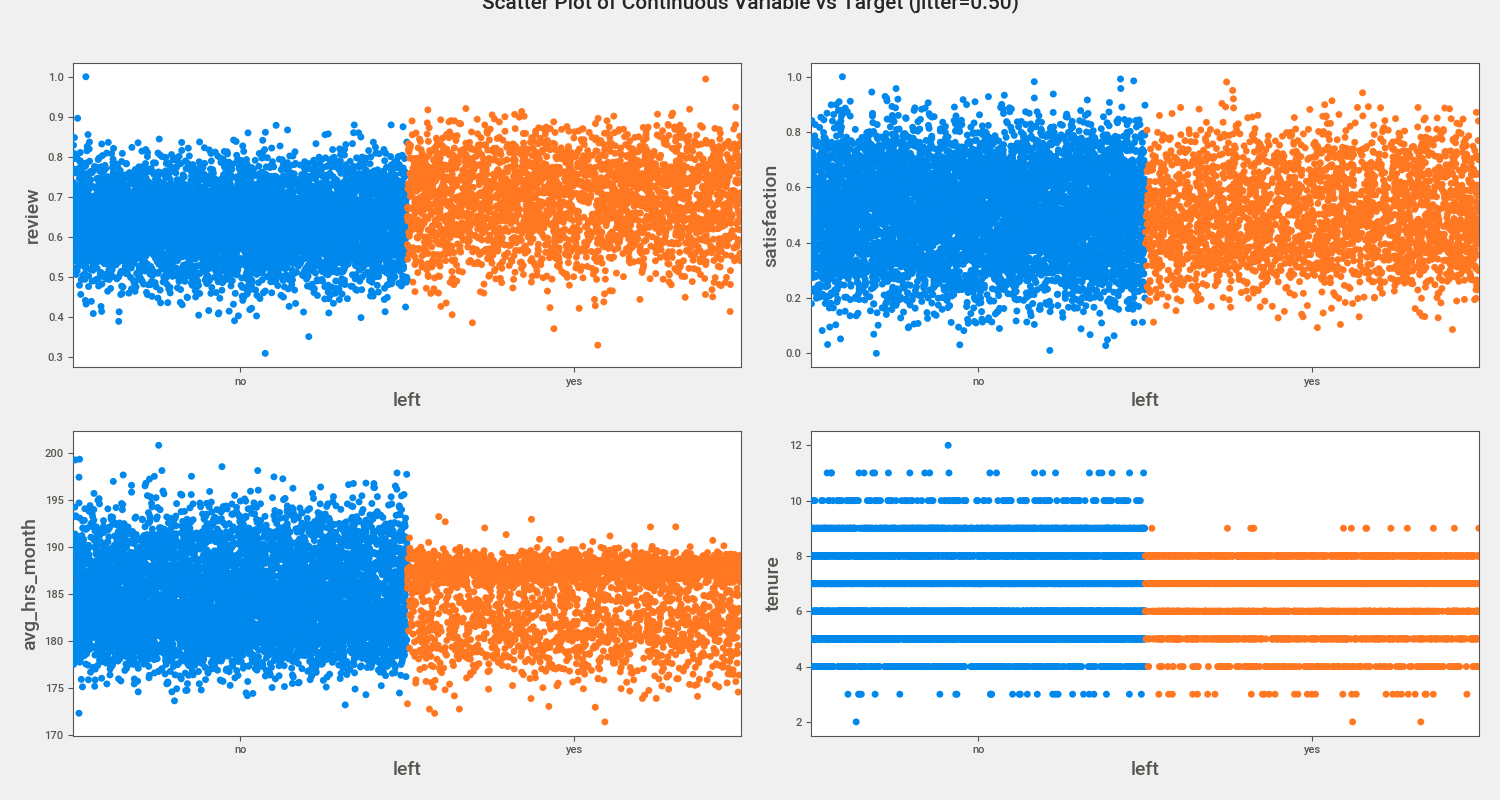 Scatter Plot of Continuous Variable vs Target (jitter=0.50)
1.0
0.9
0.8
0.7
0.6
0.5
0.4
0.3
review
no
yes
left
1.0
0.8
0.6
0.4
0.2
0.0
satisfaction
no
yes
left
200
195
190
185
180
175
170
avg_hrs_month
no
yes
left
12
10
8
6
4
2
tenure
no
yes
left